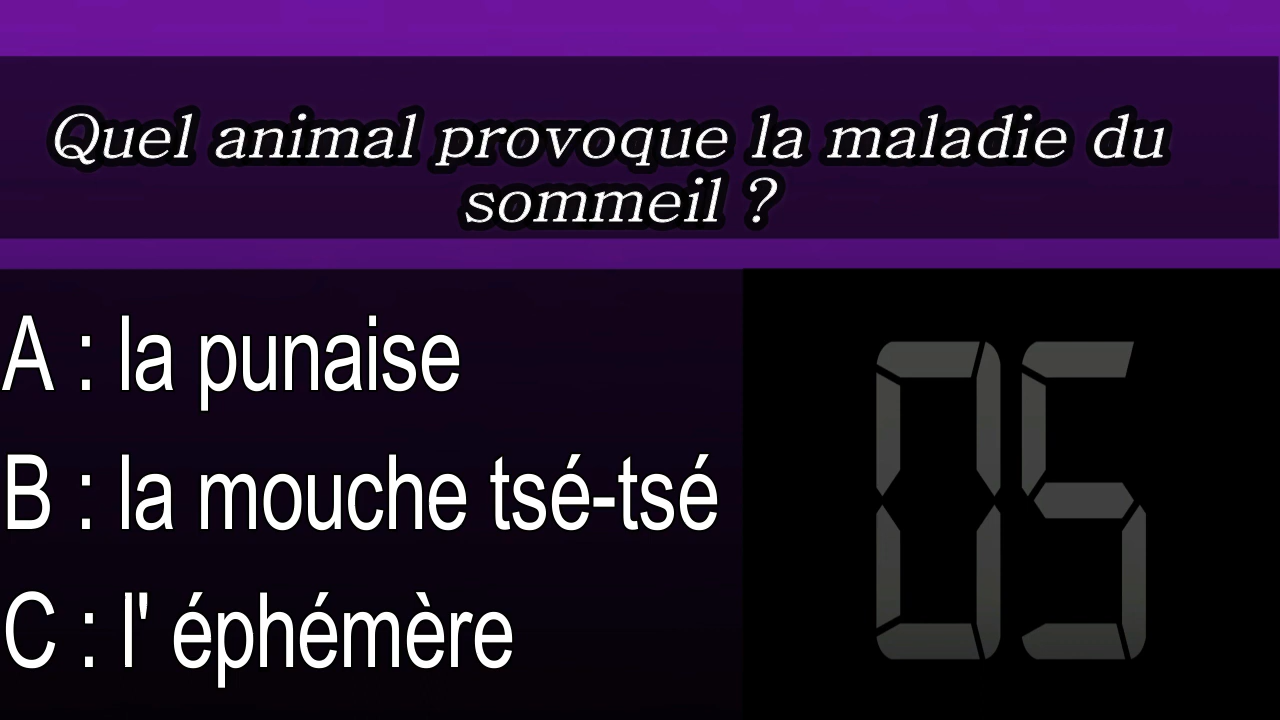 Quel animal provoque la maladie du
sommeil ?
A : la punaise
B : la mouche tsé-tsé
C : l' éphémère
05